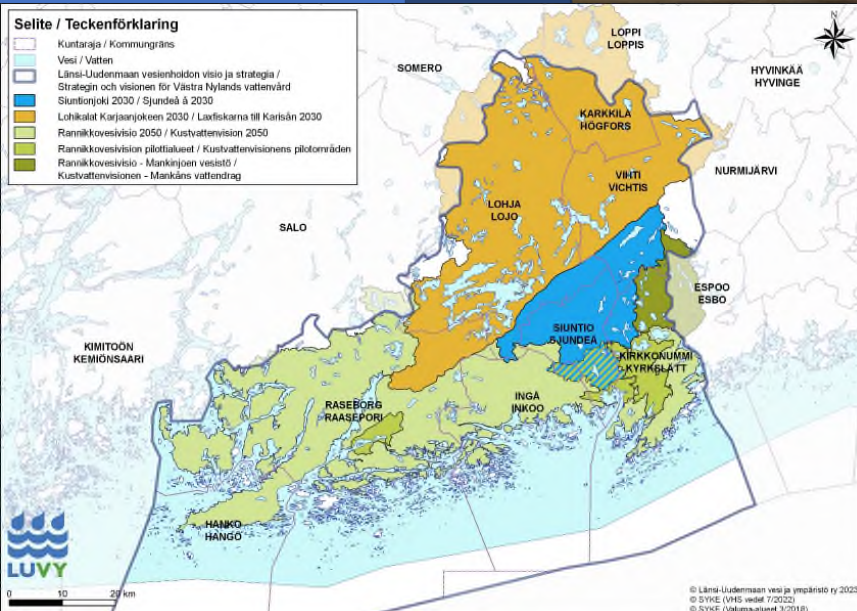 Selite / Teckenförklaring
Kuntaraja / Kommungräns
Vesi / Vatten
Länsi-Uudenmaan vesienhoidon visio ja strategia /
Strategin och visionen för Västra Nylands vattenvård
Siuntionjoki 2030 / Sjundeå å 2030
Lohikalat Karjaanjokeen 2030 / Laxfiskarna till Karisån 2030
Rannikkovesivisio 2050 / Kustvattenvision 2050
Rannikkovesivision pilottialueet / Kustvattenvisionens pilotområden
Rannikkovesivisio - Mankinjoen vesistö /
Kustvattenvisionen - Mankåns vattendrag
N
LOPPI
LOPPIS
SOMERO
HYVINKÄÄ
HYVINGE
KARKKILA
HÖGFORS
NURMIJÄRVI
VIHTI
VICHTIS
LOHJA
LOJO
SALO
ESPOO
ESBO
SIUNTIO
SJUNDEÅ
KIMITOÖN
KEMIÖNSAARI
KIRKKONUMMI
KYRKSLÄTT
INGÅ
INKOO
RASEBORG
RAASEPORI
HANKO
HANGÖ
LUVY
0 10 20 km
© Länsi-Uudenmaan vesi ja ympäristö ry 2023
© SYKE (VHS vedet 7/2022)
© SYKE (Valuma-alueet 3/2018)